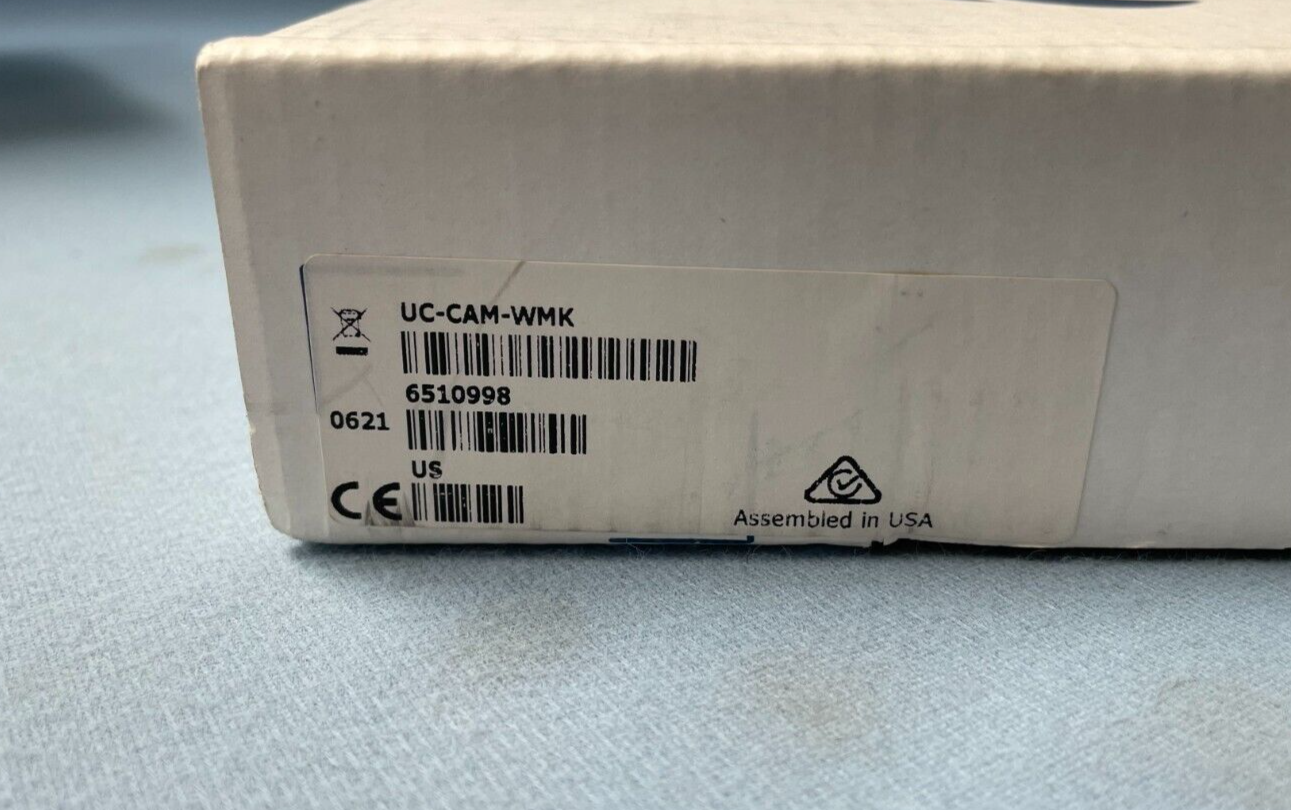 UC-CAM-WMK
6510998
0621
US
CE
Assembled in USA